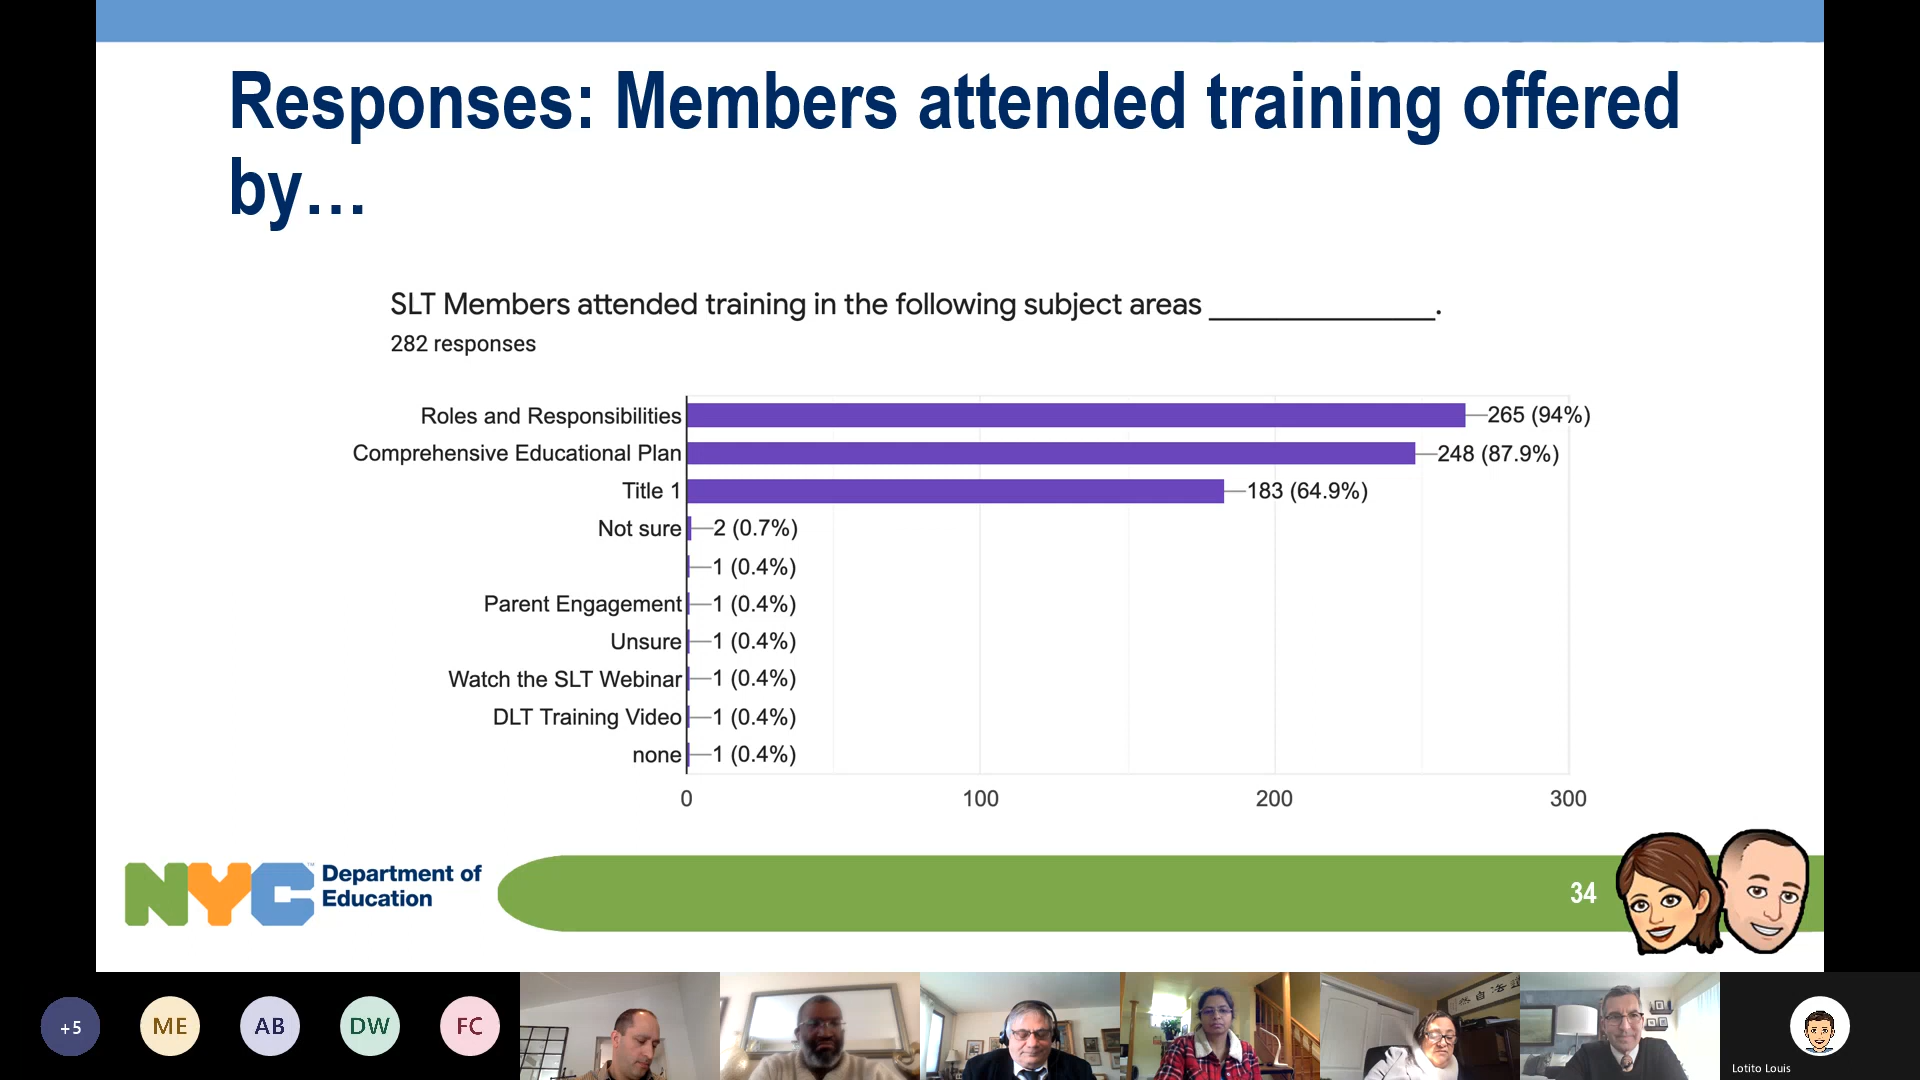 Responses: Members attended training offered
by…
SLT Members attended training in the following subject areas _______________.
282 responses
Roles and Responsibilities 265 (94%)
Comprehensive Educational Plan 248 (87.9%)
Title 1 183 (64.9%)
Not sure 2 (0.7%)
1 (0.4%)
Parent Engagement 1 (0.4%)
Unsure 1 (0.4%)
Watch the SLT Webinar 1 (0.4%)
DLT Training Video 1 (0.4%)
none 1 (0.4%)
0 100 200 300
NYC™ Department of
Education
34
+5 ME AB DW FC
Lotito Louis